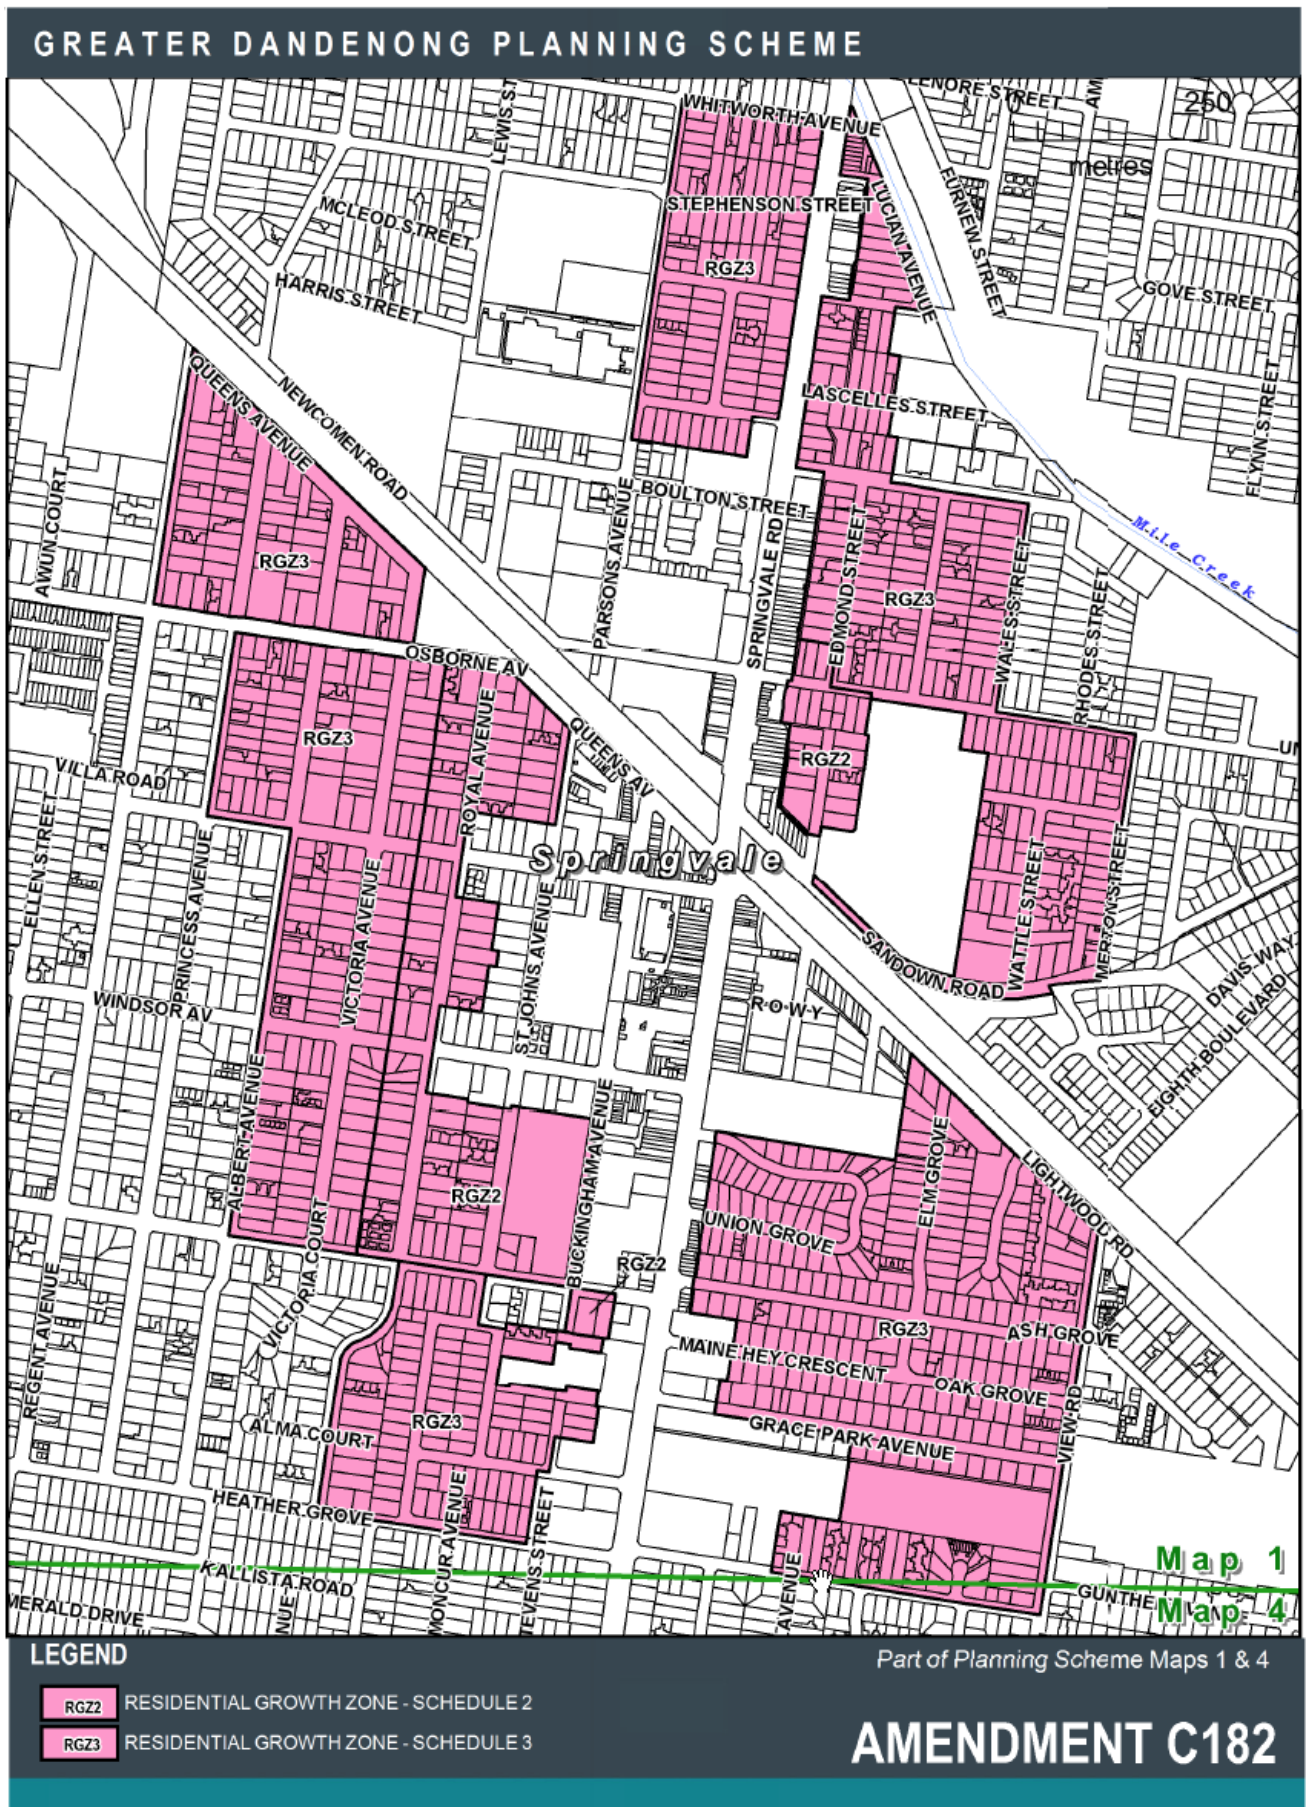 GREATER DANDENONG PLANNING SCHEME
LENORE STREET
250
metres
WHITWORTH AVENUE
LEWIS ST
FURNEW STREET
LUCIAN AVENUE
MCLEOD STREET
STEPHENSON STREET
RGZ3
HARRIS STREET
GOVE STREET
QUEENS AVENUE
NEWCOMEN ROAD
LASCELLES STREET
FLYNN STREET
AWUN COURT
BOULTON STREET
PARSONS AVENUE
SPRINGVALE RD
EDMOND STREET
Mile Creek
RGZ3
RGZ3
WALES STREET
RHODES STREET
OSBORNE AV
ROYAL AVENUE
RGZ3
QUEENS AV
RGZ2
VILLA ROAD
ELLEN STREET
PRINCESS AVENUE
Springvale
VICTORIA AVENUE
ST JOHNS AVENUE
WATTLE STREET
MERTON STREET
SANDOWN ROAD
DAVIS WAY
WINDSOR AV
ROWY
EIGHTH BOULEVARD
ALBERT AVENUE
BUCKINGHAM AVENUE
ELM GROVE
LIGHTWOOD RD
RGZ2
UNION GROVE
VICTORIA COURT
RGZ2
REGENT AVENUE
RGZ3
ASH GROVE
MAINE HEY CRESCENT
OAK GROVE
VIEW RD
ALMA COURT
RGZ3
GRACE PARK AVENUE
HEATHER GROVE
MONCUR AVENUE
TEVENS STREET
KALLISTA ROAD
AVENUE
Map 1
GUNTHE
Map 4
MERALD DRIVE
NUE
LEGEND
Part of Planning Scheme Maps 1 & 4
RGZ2 RESIDENTIAL GROWTH ZONE - SCHEDULE 2
RGZ3 RESIDENTIAL GROWTH ZONE - SCHEDULE 3
AMENDMENT C182